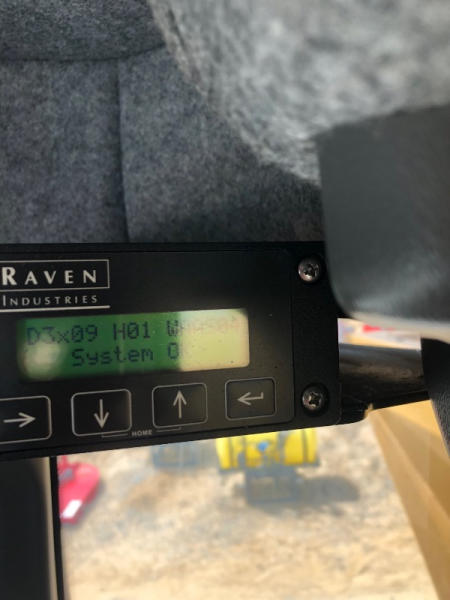 RAVEN
INDUSTRIES
D3x09 H01
System
HOME